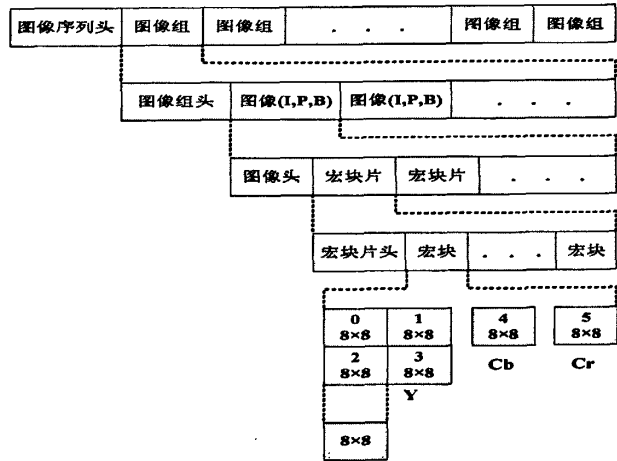 图像序列头 图像组 图像组 . . . 图像组 图像组
图像组头 图像(I,P,B) 图像(I,P,B) . . .
图像头 宏块片 宏块片 . . .
宏块片头 宏块 . . . 宏块
0 1 4 5
8×8 8×8 8×8 8×8
2 3
8×8 8×8 Cb Cr
Y
8×8